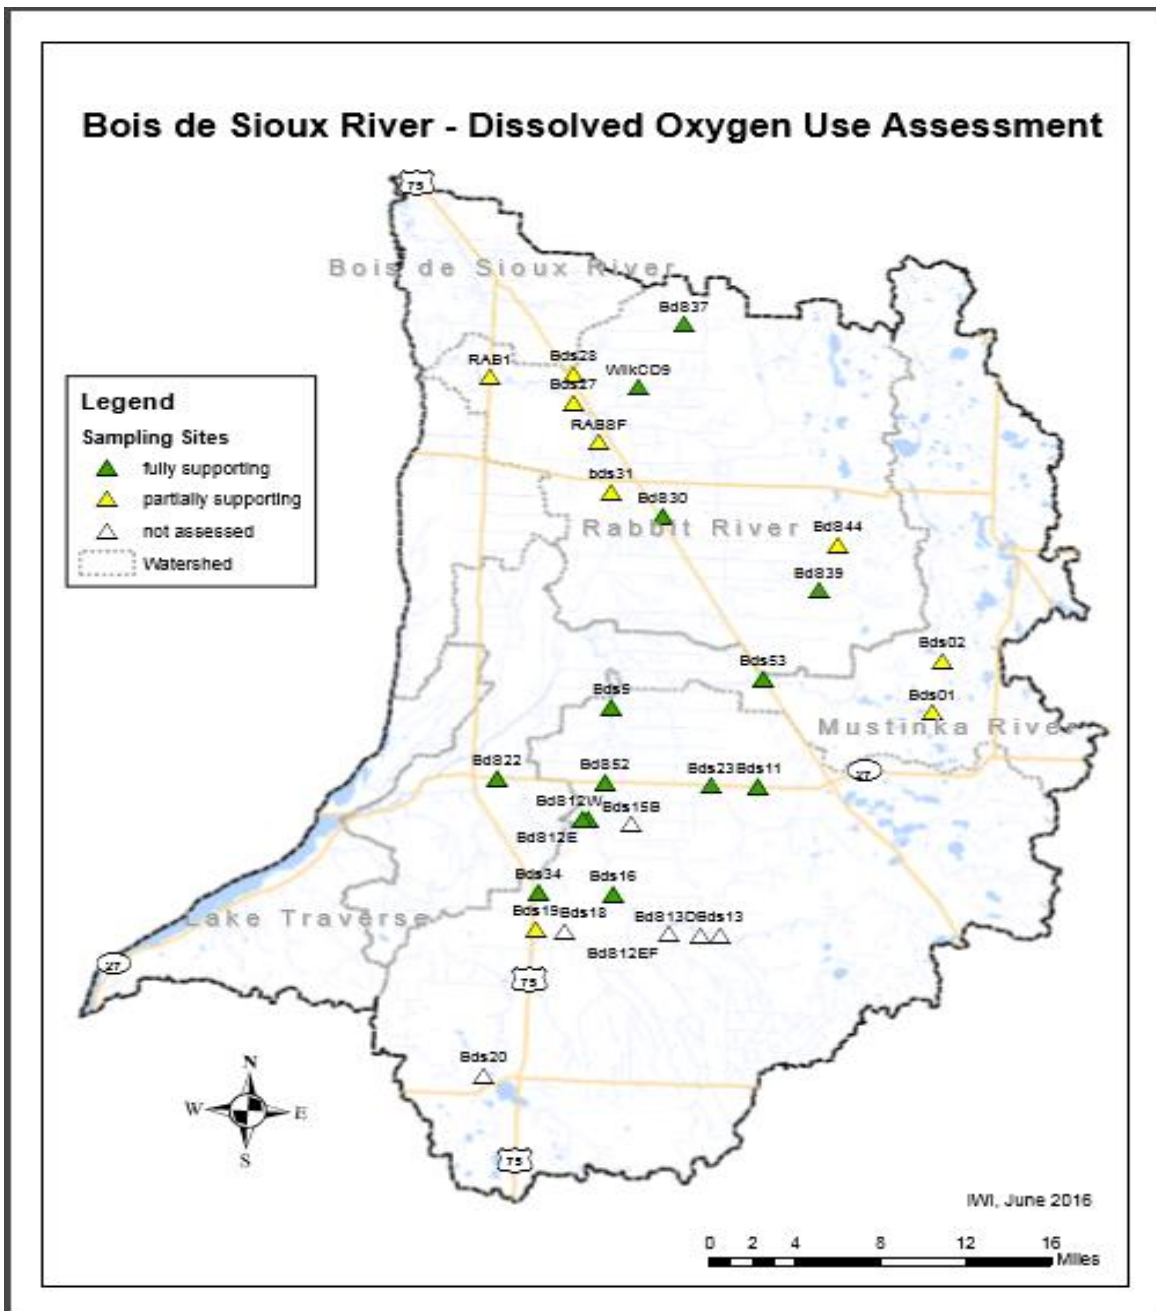 Bois de Sioux River - Dissolved Oxygen Use Assessment
75
Bois de Sioux River
Bd837
RAB1
Bds28
WilkCD9
Bds27
RAB8F
Legend
Sampling Sites
fully supporting
partially supporting
not assessed
Watershed
bds31
Bd830
Rabbit River
Bd844
Bd839
Bds02
Bds53
Bds5
Bds01
Mustinka River
Bd822
Bd852
Bds23
Bds11
27
Bd812W
Bds15B
Bd812E
Bds34
Bds16
Lake Traverse
Bds19
Bds18
Bd813D
Bds13
Bd812EF
27
75
Bds20
N
W
E
S
75
IWI, June 2016
0 2 4 8 12 16
Miles